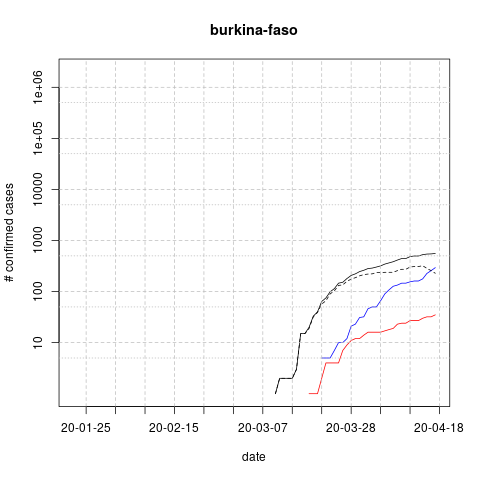 burkina-faso
# confirmed cases
1e+06
1e+05
10000
1000
100
10
20-01-25
20-02-15
20-03-07
20-03-28
20-04-18
date